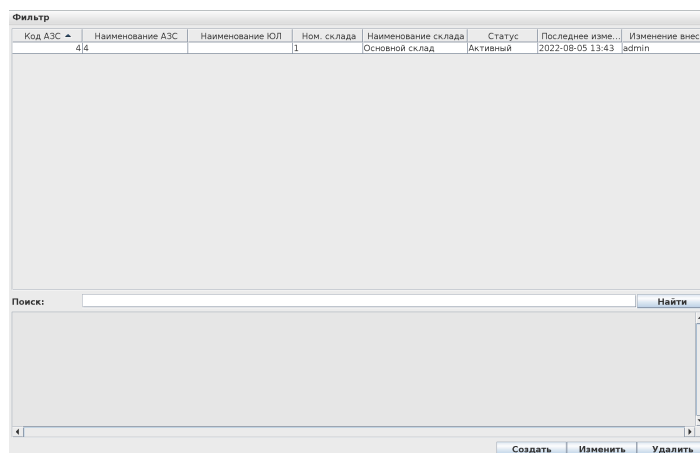 Фильтр
Код АЗС Наименование АЗС Наименование ЮЛ Ном. склада Наименование склада Статус Последнее изме... Изменение внес
4 4 1 Основной склад Активный 2022-08-05 13:43 admin
Поиск: Найти
Создать Изменить Удалить